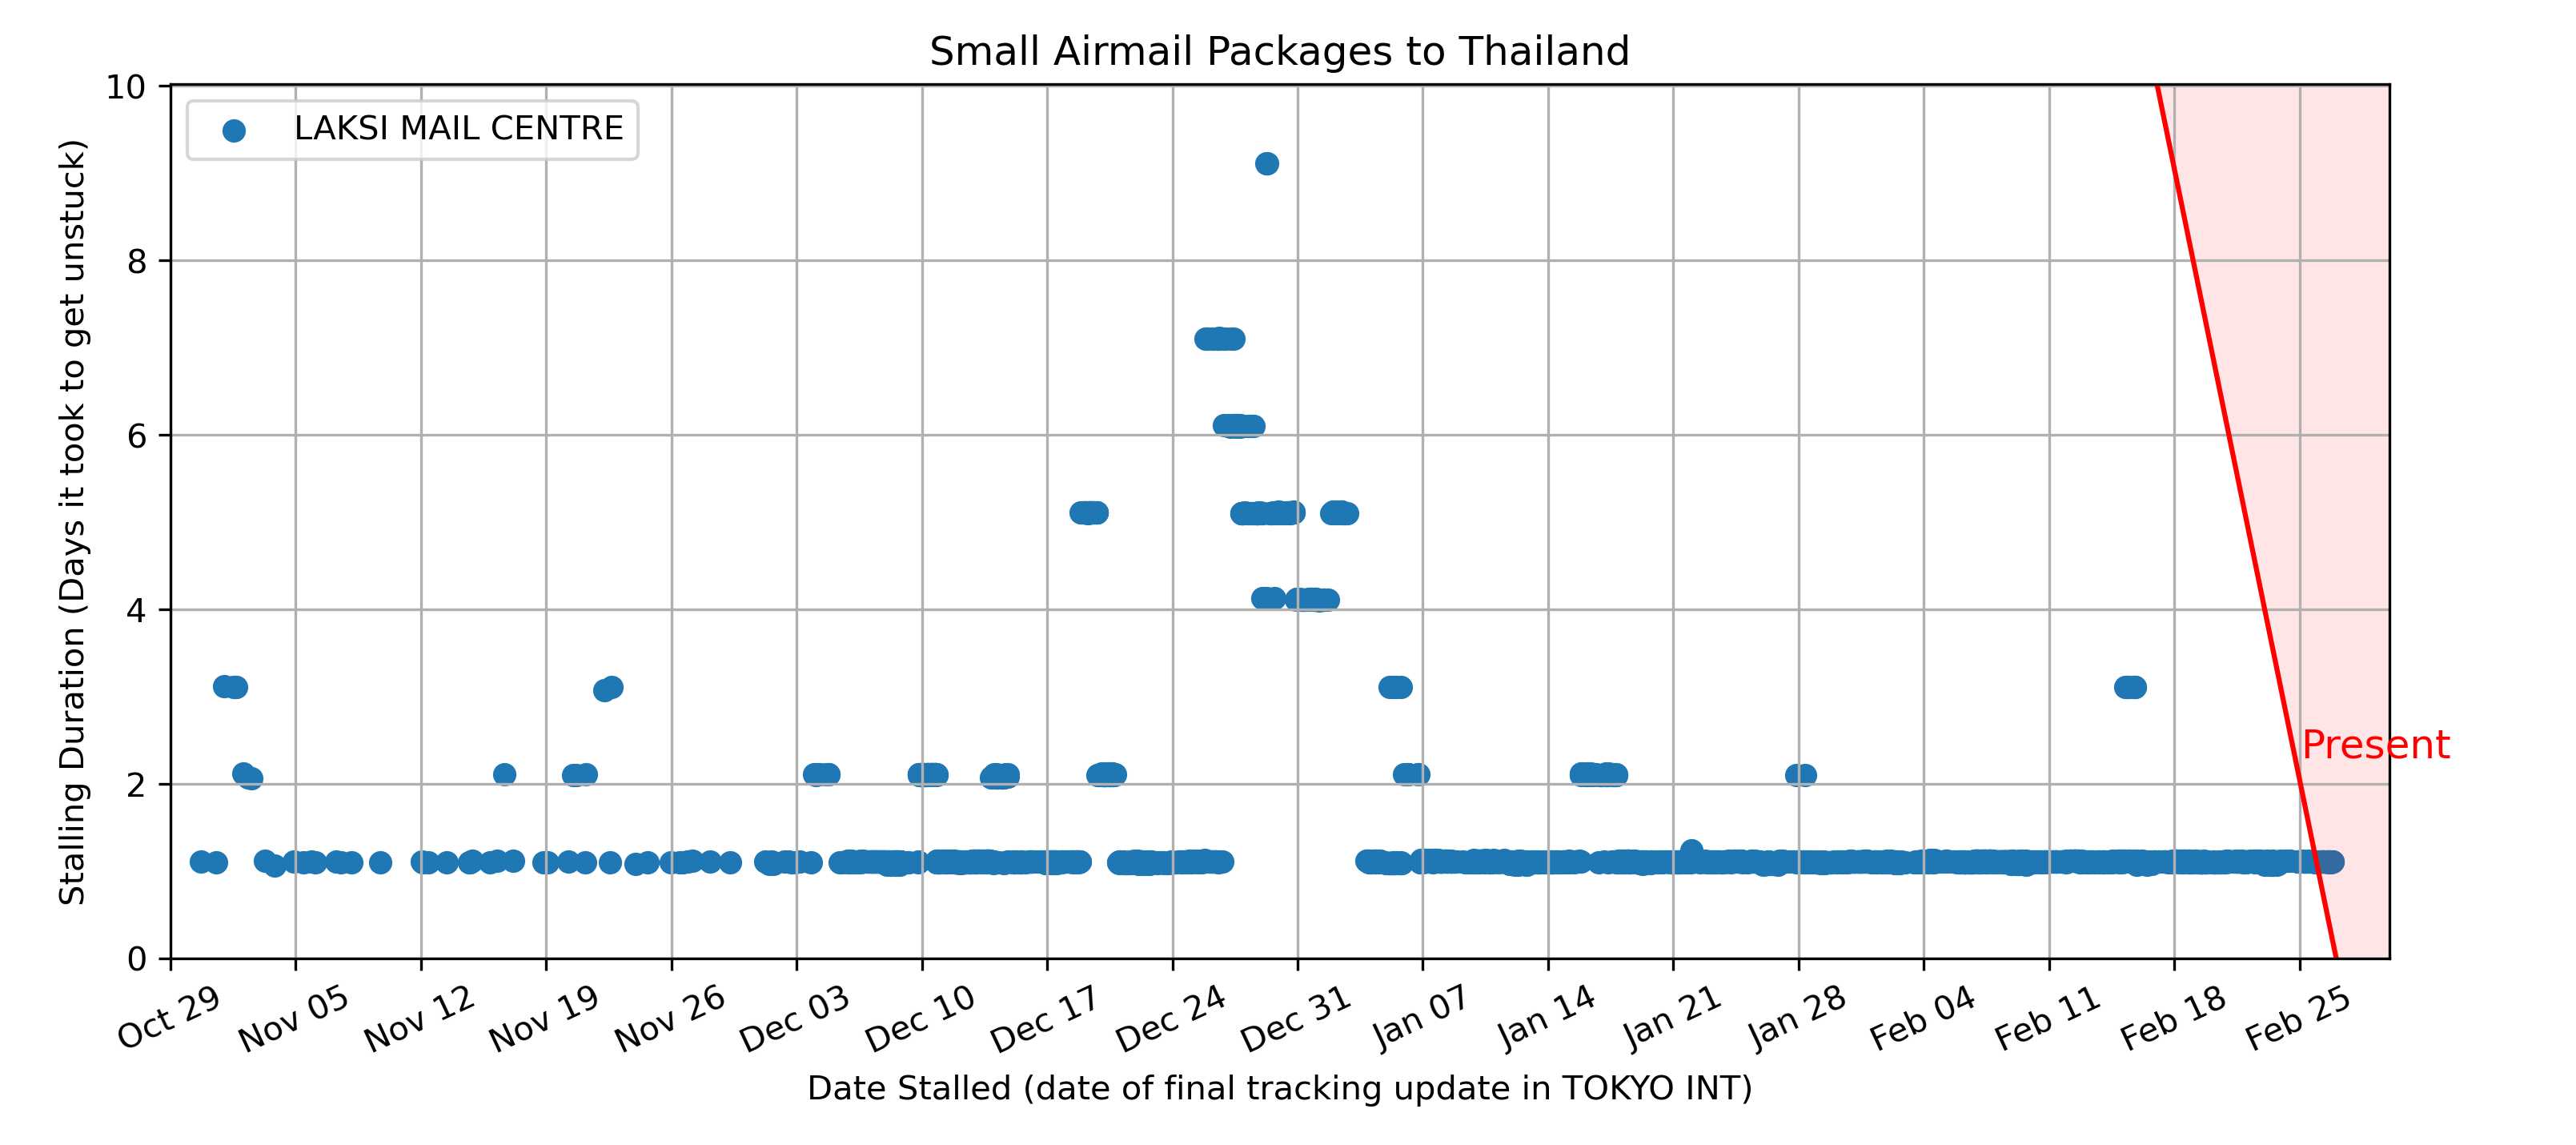 Small Airmail Packages to Thailand
LAKSI MAIL CENTRE
Stalling Duration (Days it took to get unstuck)
10
8
6
4
2
0
Present
Oct 29 Nov 05 Nov 12 Nov 19 Nov 26 Dec 03 Dec 10 Dec 17 Dec 24 Dec 31 Jan 07 Jan 14 Jan 21 Jan 28 Feb 04 Feb 11 Feb 18 Feb 25
Date Stalled (date of final tracking update in TOKYO INT)